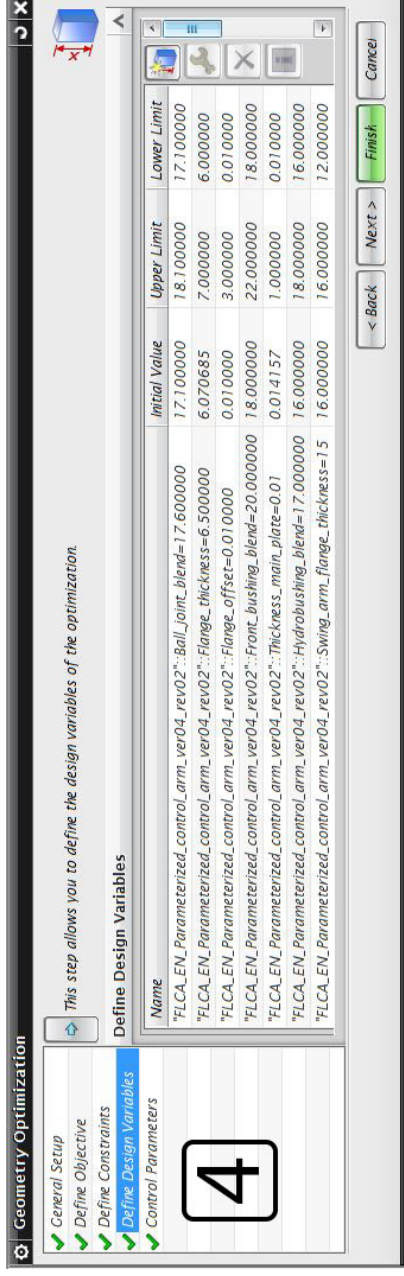 Geometry Optimization
General Setup
Define Objective
Define Constraints
Define Design Variables
Control Parameters
4
This step allows you to define the design variables of the optimization.
Define Design Variables
Name Initial Value Upper Limit Lower Limit
"FLCA_EN_Parameterized_control_arm_ver04_rev02"::Ball_joint_blend=17.600000 17.100000 18.100000 17.100000
"FLCA_EN_Parameterized_control_arm_ver04_rev02"::Flange_thickness=6.500000 6.070685 7.000000 6.000000
"FLCA_EN_Parameterized_control_arm_ver04_rev02"::Flange_offset=0.010000 0.010000 3.000000 0.010000
"FLCA_EN_Parameterized_control_arm_ver04_rev02"::Front_bushing_blend=20.000000 18.000000 22.000000 18.000000
"FLCA_EN_Parameterized_control_arm_ver04_rev02"::Thickness_main_plate=0.01 0.014157 1.000000 0.010000
"FLCA_EN_Parameterized_control_arm_ver04_rev02"::Hydrobushing_blend=17.000000 16.000000 18.000000 16.000000
"FLCA_EN_Parameterized_control_arm_ver04_rev02"::Swing_arm_flange_thickness=15 16.000000 16.000000 12.000000
< Back Next > Finish Cancel